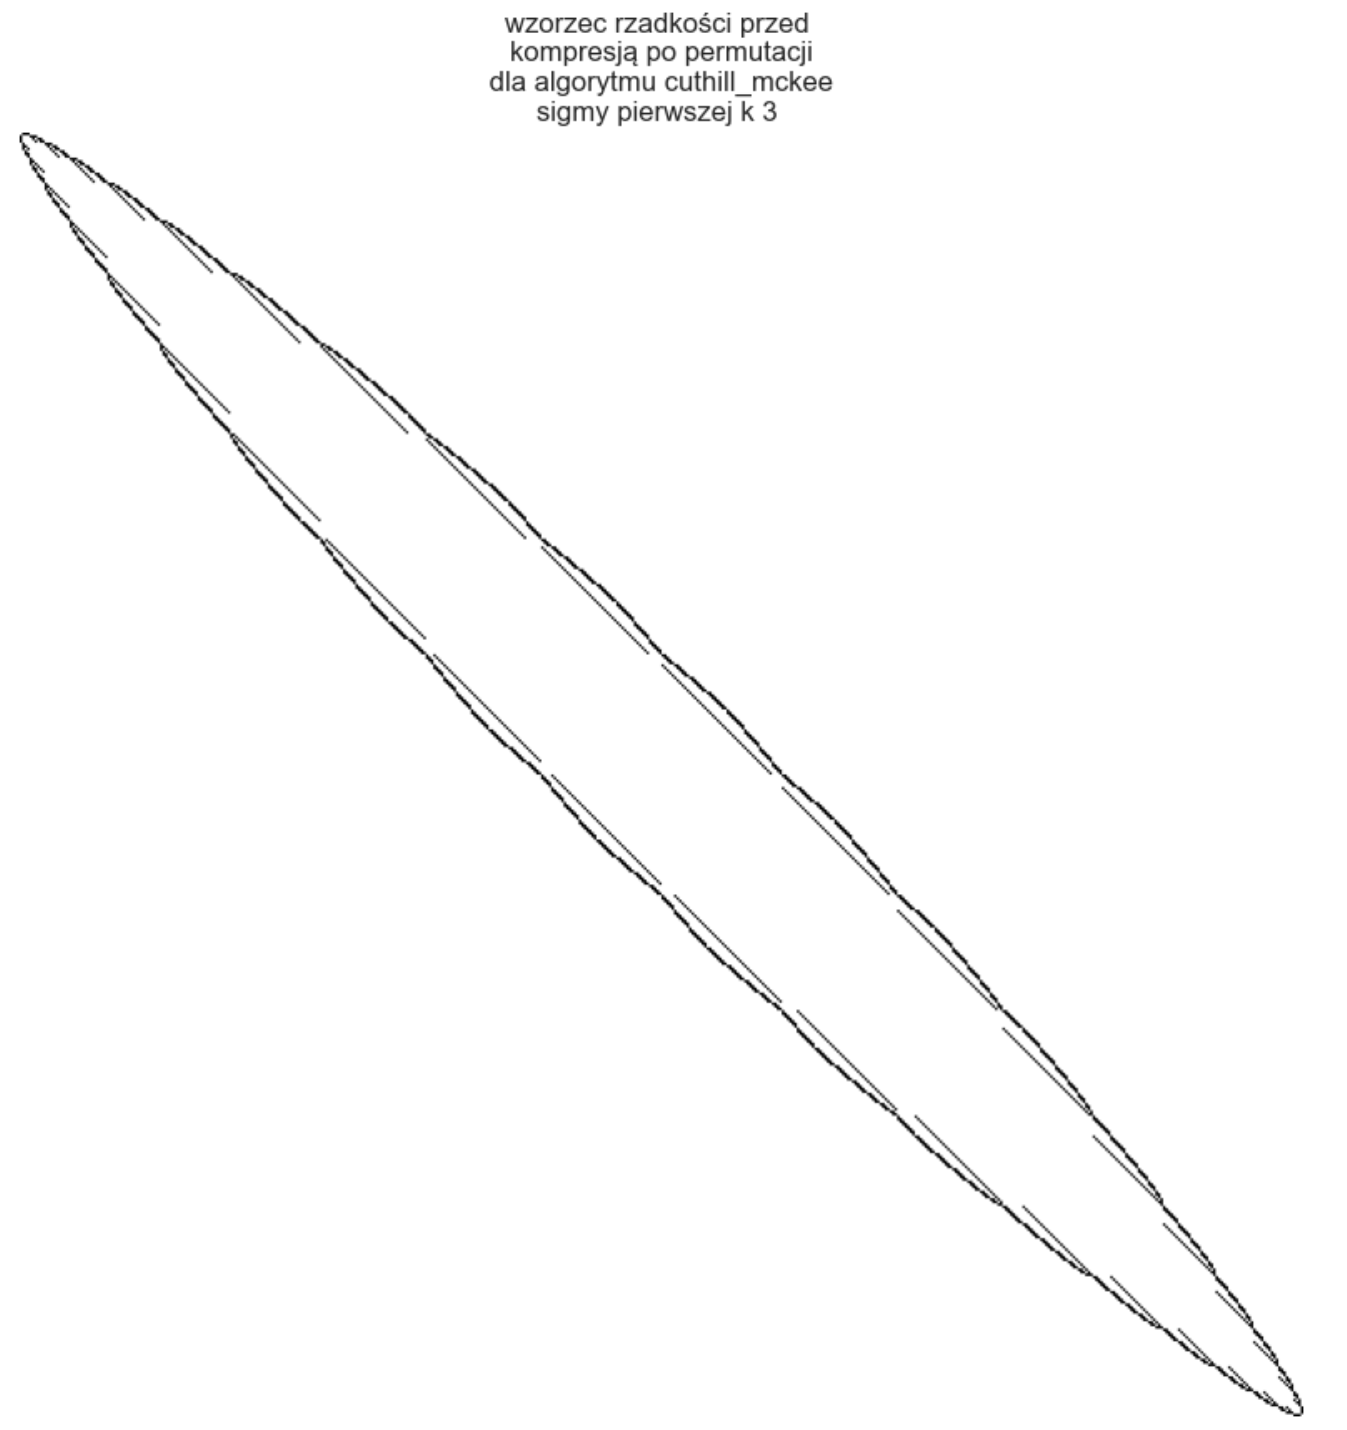 wzorzec rzadkości przed
kompresją po permutacji
dla algorytmu cuthill_mckee
sigmy pierwszej k 3